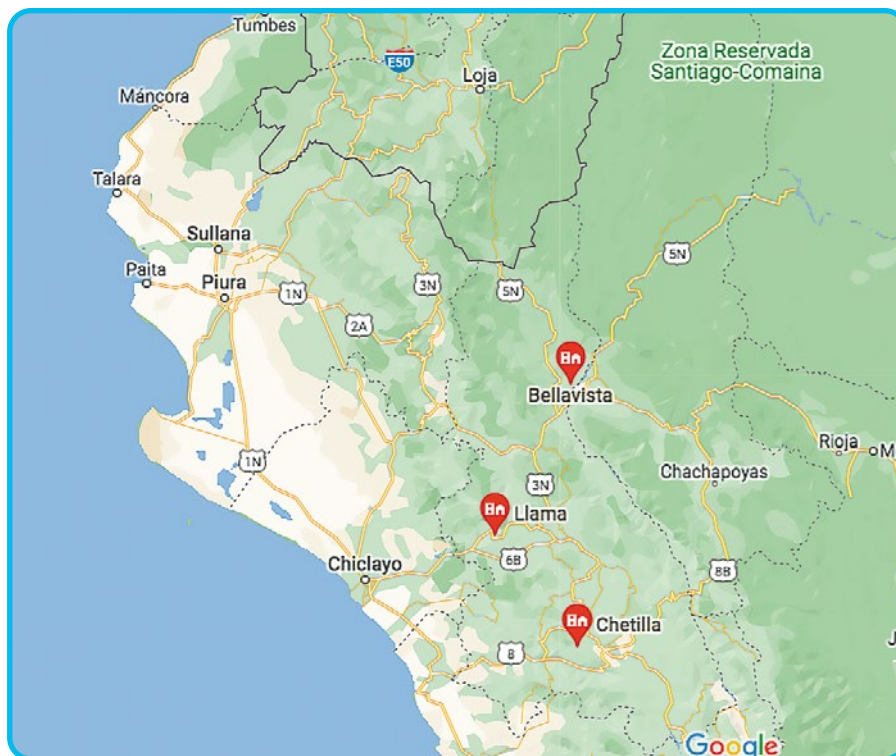 Tumbes
Zona Reservada
Santiago-Comaina
E50
Loja
Máncora
Talara
Sullana
5N
Paita
Piura
1N
3N
5N
2A
Bellavista
Rioja
M
1N
Chachapoyas
3N
Llama
6B
Chiclayo
8B
Chetilla
J
8
Google